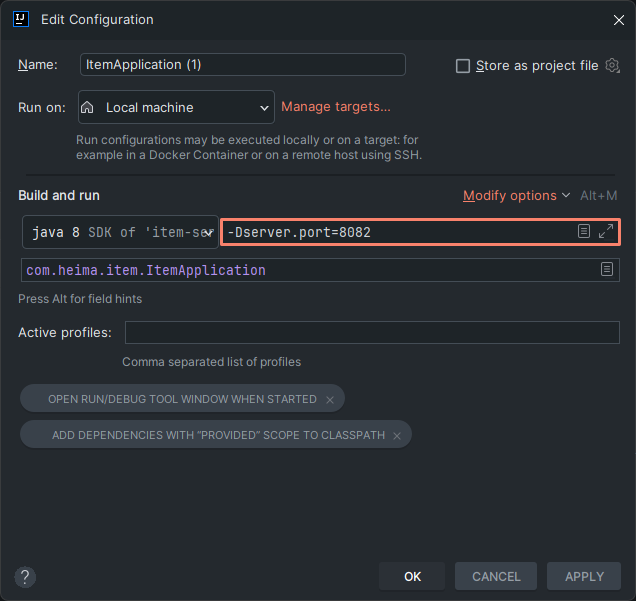 Edit Configuration
Name: ItemApplication (1) Store as project file
Run on: Local machine Manage targets...
Run configurations may be executed locally or on a target: for
example in a Docker Container or on a remote host using SSH.
Build and run Modify options Alt+M
java 8 SDK of 'item-ser -Dserver.port=8082
com.heima.item.ItemApplication
Press Alt for field hints
Active profiles:
Comma separated list of profiles
OPEN RUN/DEBUG TOOL WINDOW WHEN STARTED ×
ADD DEPENDENCIES WITH “PROVIDED” SCOPE TO CLASSPATH ×
? OK CANCEL APPLY